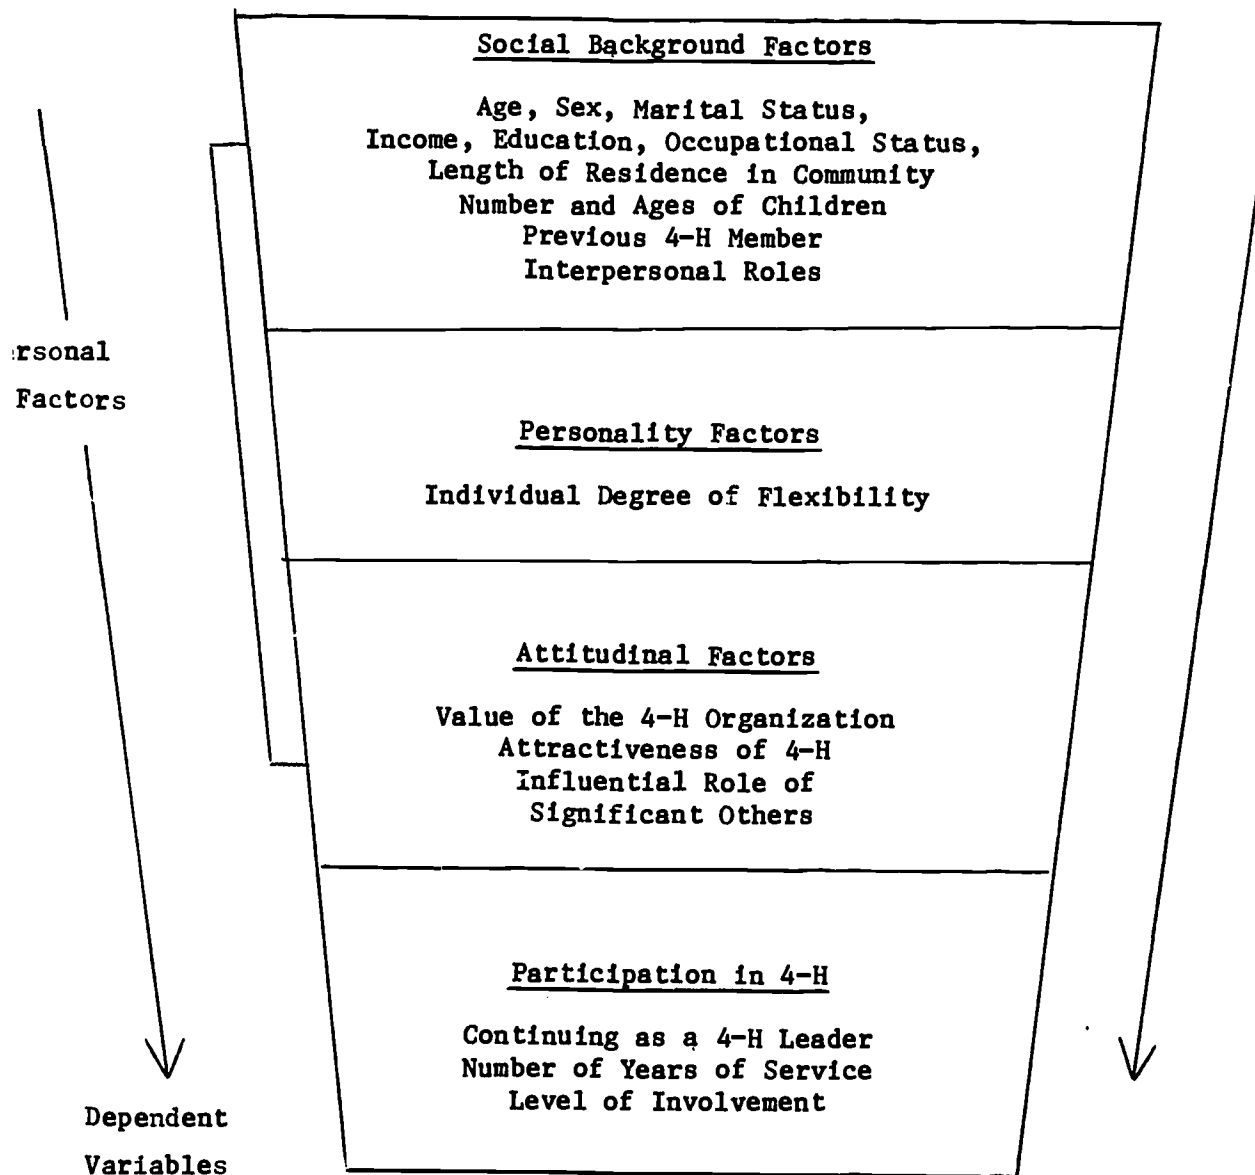 Social Background Factors
Age, Sex, Marital Status,
Income, Education, Occupational Status,
Length of Residence in Community
Number and Ages of Children
Previous 4-H Member
Interpersonal Roles
rsonal
Factors
Personality Factors
Individual Degree of Flexibility
Attitudinal Factors
Value of the 4-H Organization
Attractiveness of 4-H
Influential Role of
Significant Others
Participation in 4-H
Continuing as a 4-H Leader
Number of Years of Service
Level of Involvement
Dependent
Variables